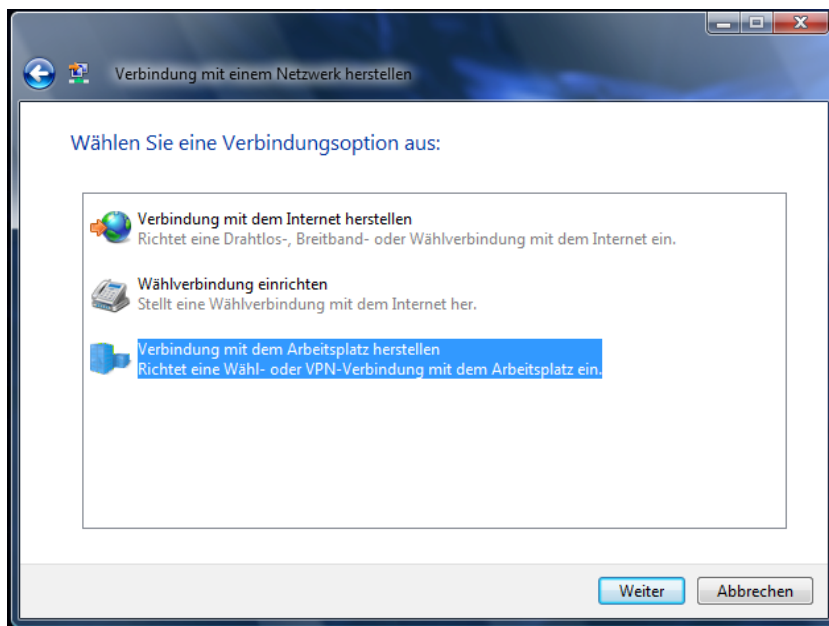 Verbindung mit einem Netzwerk herstellen
Wählen Sie eine Verbindungsoption aus:
Verbindung mit dem Internet herstellen
Richtet eine Drahtlos-, Breitband- oder Wählverbindung mit dem Internet ein.
Wählverbindung einrichten
Stellt eine Wählverbindung mit dem Internet her.
Verbindung mit dem Arbeitsplatz herstellen
Richtet eine Wähl- oder VPN-Verbindung mit dem Arbeitsplatz ein.
Weiter Abbrechen